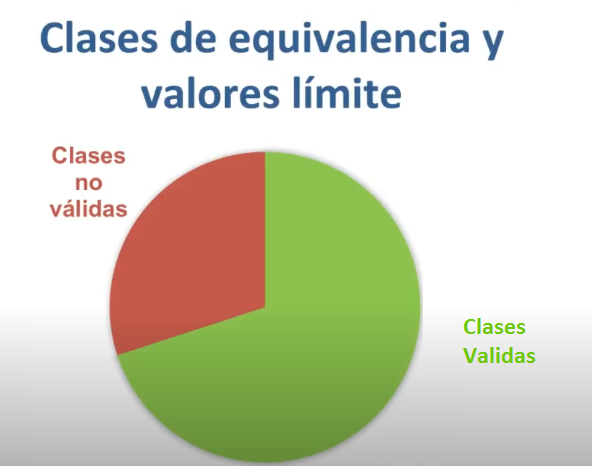 Clases de equivalencia y
valores límite
Clases
no
válidas
Clases
Validas